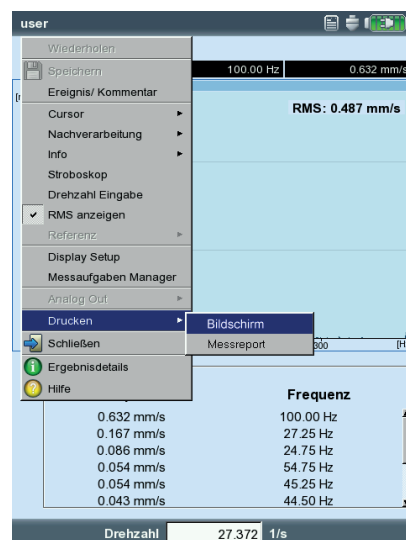 user
Wiederholen
Speichern
100.00 Hz 0.632 mm/s
Ereignis/ Kommentar
RMS: 0.487 mm/s
Cursor
Nachverarbeitung
Info
Stroboskop
Drehzahl Eingabe
RMS anzeigen
Referenz
Display Setup
Messaufgaben Manager
Analog Out
Drucken
Bildschirm
Schließen
Messreport
300 [H
Ergebnisdetails
Hilfe
Frequenz
0.632 mm/s 100.00 Hz
0.167 mm/s 27.25 Hz
0.086 mm/s 24.75 Hz
0.054 mm/s 54.75 Hz
0.054 mm/s 45.25 Hz
0.043 mm/s 44.50 Hz
Drehzahl 27.372 1/s